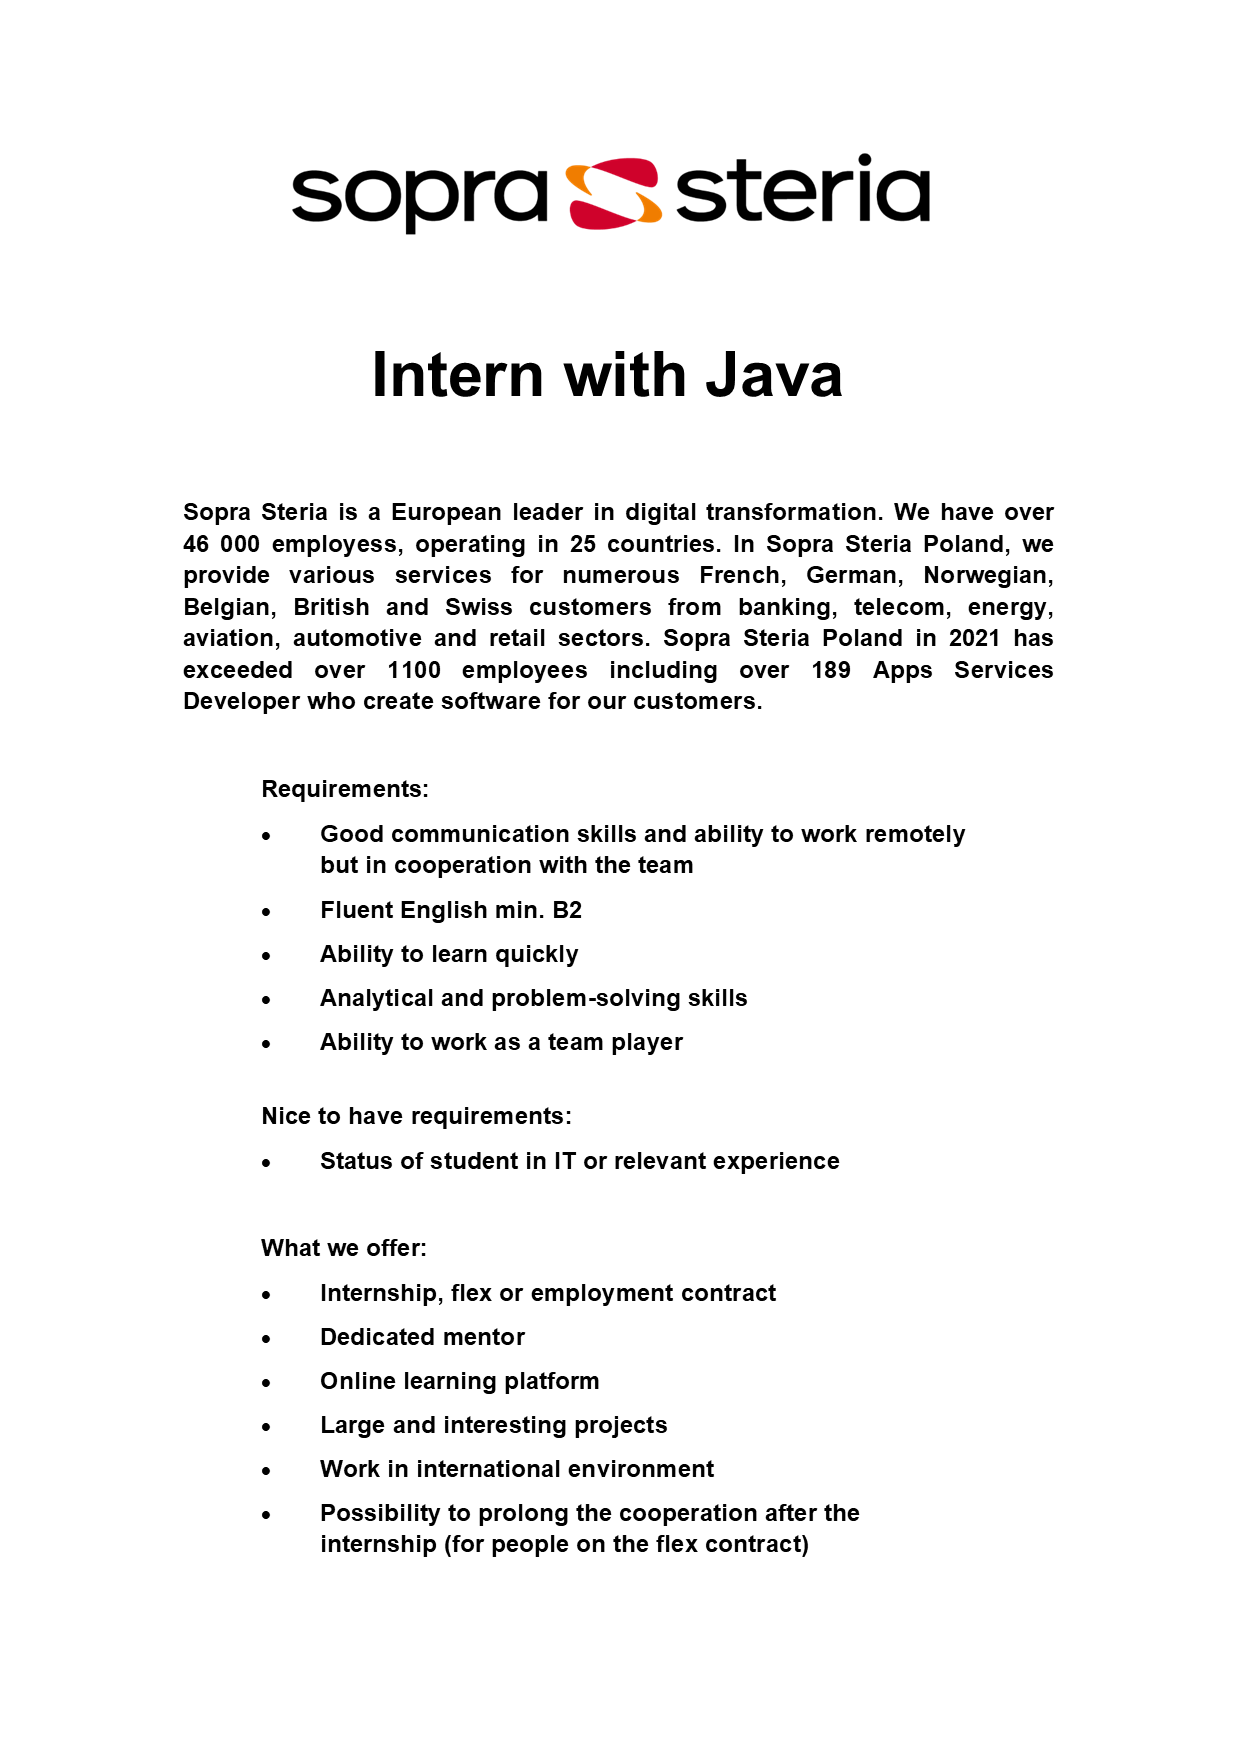 sopra steria
Intern with Java
Sopra Steria is a European leader in digital transformation. We have over
46 000 employess, operating in 25 countries. In Sopra Steria Poland, we
provide various services for numerous French, German, Norwegian,
Belgian, British and Swiss customers from banking, telecom, energy,
aviation, automotive and retail sectors. Sopra Steria Poland in 2021 has
exceeded over 1100 employees including over 189 Apps Services
Developer who create software for our customers.
Requirements:
• Good communication skills and ability to work remotely
but in cooperation with the team
• Fluent English min. B2
• Ability to learn quickly
• Analytical and problem-solving skills
• Ability to work as a team player
Nice to have requirements:
• Status of student in IT or relevant experience
What we offer:
• Internship, flex or employment contract
• Dedicated mentor
• Online learning platform
• Large and interesting projects
• Work in international environment
• Possibility to prolong the cooperation after the
internship (for people on the flex contract)